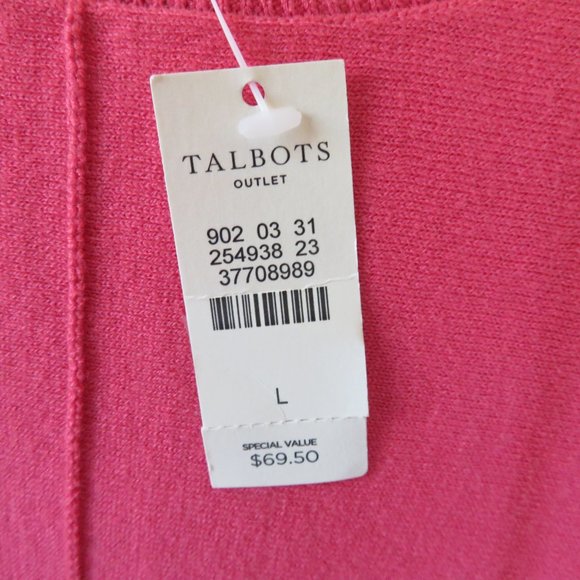 TALBOTS
OUTLET
902 03 31
254938 23
37708989
L
SPECIAL VALUE
$69.50